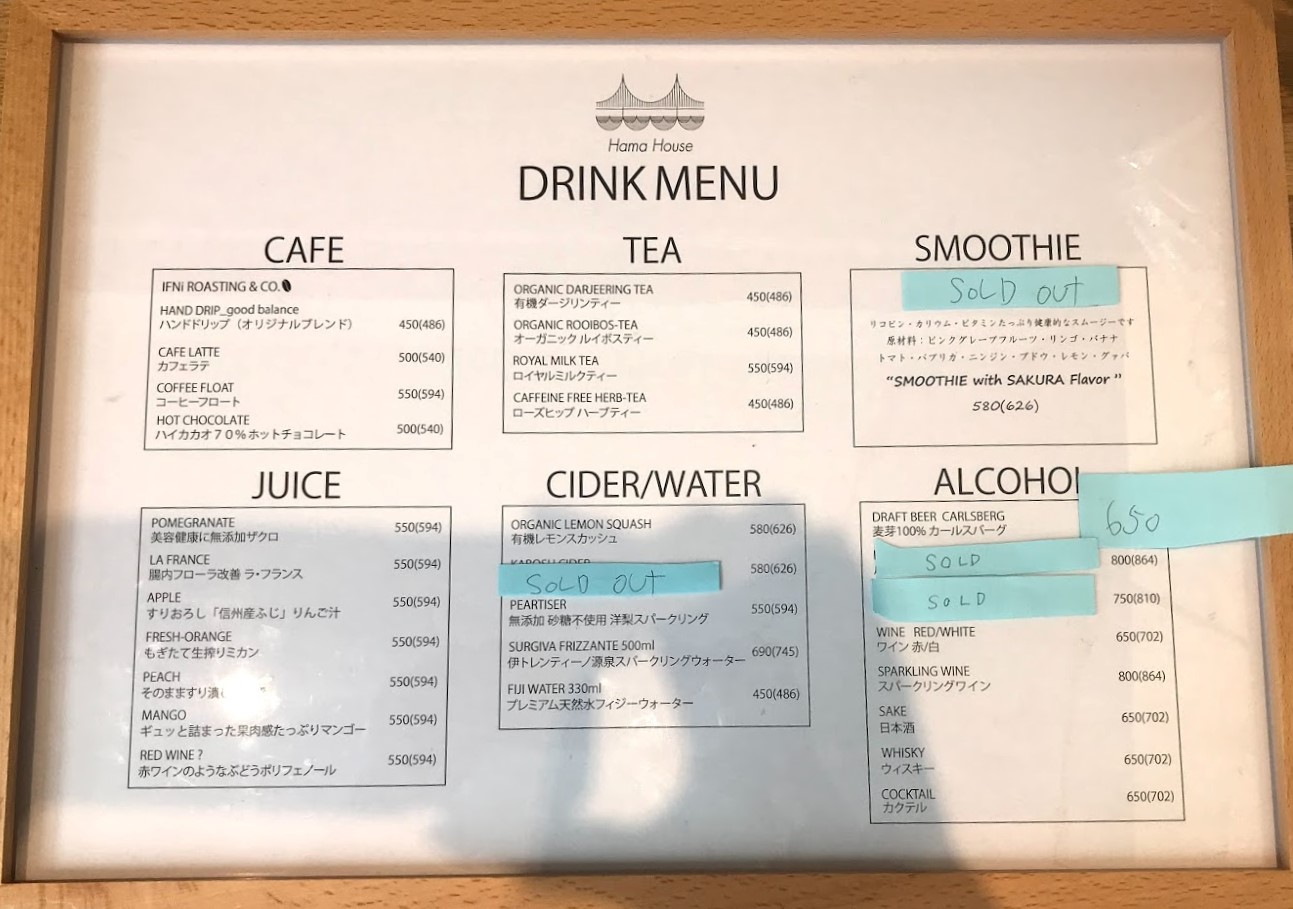 Hama House
DRINK MENU
CAFE
IFNi ROASTING & CO.
HAND DRIP_good balance
ハンドドリップ（オリジナルブレンド） 450(486)
CAFE LATTE
カフェラテ 500(540)
COFFEE FLOAT
コーヒーフロート 550(594)
HOT CHOCOLATE
ハイカカオ７０％ホットチョコレート 500(540)
TEA
ORGANIC DARJEERING TEA
有機ダージリンティー 450(486)
ORGANIC ROOIBOS-TEA
オーガニック ルイボスティー 450(486)
ROYAL MILK TEA
ロイヤルミルクティー 550(594)
CAFFEINE FREE HERB-TEA
ローズヒップ ハーブティー 450(486)
SMOOTHIE
SOLD OUT
リコピン・カリウム・ビタミンたっぷり健康的なスムージーです
原材料：ピンクグレープフルーツ・リンゴ・バナナ
トマト・パプリカ・ニンジン・ブドウ・レモン・グァバ
“SMOOTHIE with SAKURA Flavor ”
580(626)
JUICE
POMEGRANATE
美容健康に無添加ザクロ 550(594)
LA FRANCE
腸内フローラ改善 ラ・フランス 550(594)
APPLE
すりおろし「信州産ふじ」りんご汁 550(594)
FRESH-ORANGE
もぎたて生搾りミカン 550(594)
PEACH
そのまますり潰 550(594)
MANGO
ギュッと詰まった果肉感たっぷりマンゴー 550(594)
RED WINE ?
赤ワインのようなぶどうポリフェノール 550(594)
CIDER/WATER
ORGANIC LEMON SQUASH
有機レモンスカッシュ 580(626)
CIDER 580(626)
SOLD OUT
PEARTISER
無添加 砂糖不使用 洋梨スパークリング 550(594)
SURGIVA FRIZZANTE 500ml
伊トレンティーノ源泉スパークリングウォーター 690(745)
FIJI WATER 330ml
プレミアム天然水フィジーウォーター 450(486)
ALCOHOL
DRAFT BEER CARLSBERG 650
麦芽100% カールスバーグ
SOLD 800(864)
SOLD 750(810)
WINE RED/WHITE
ワイン 赤/白 650(702)
SPARKLING WINE
スパークリングワイン 800(864)
SAKE
日本酒 650(702)
WHISKY
ウィスキー 650(702)
COCKTAIL
カクテル 650(702)